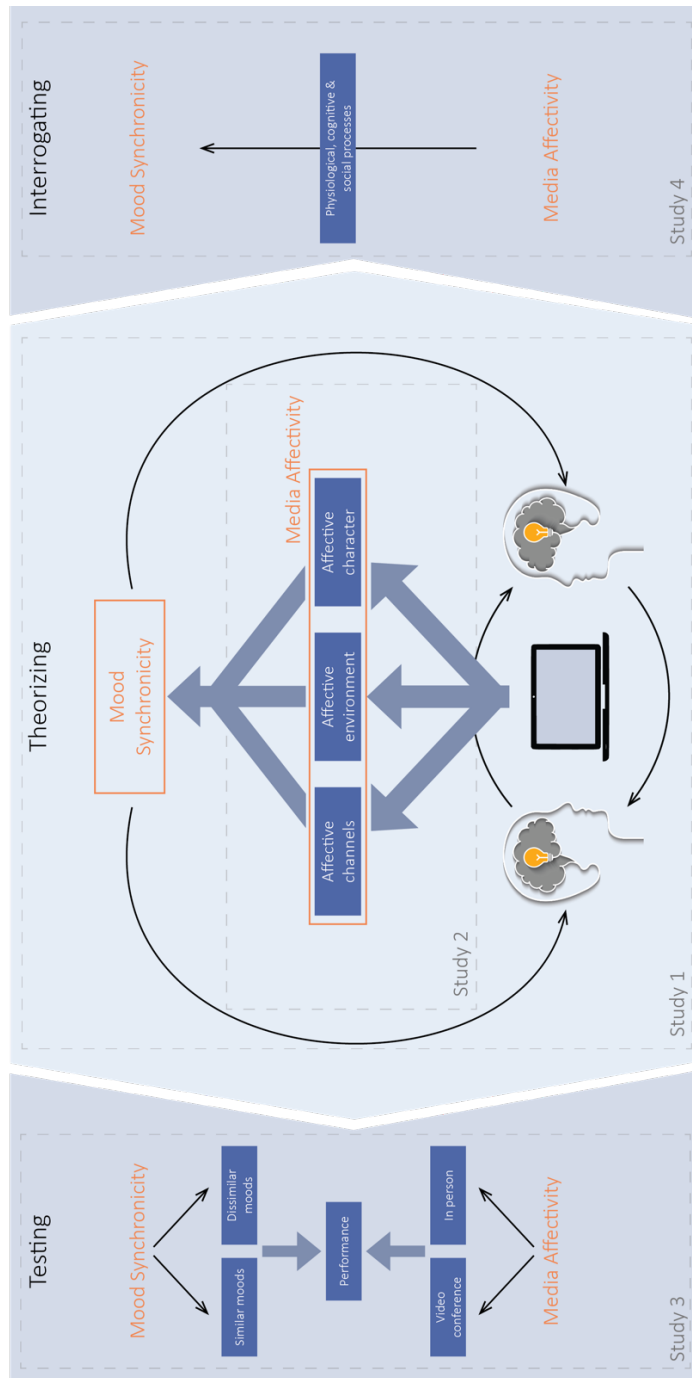 Testing
Mood Synchronicity
Similar moods
Dissimilar moods
Performance
Video
conference
In person
Media Affectivity
Study 3
Theorizing
Mood
Synchronicity
Media Affectivity
Affective
channels
Affective
environment
Affective
character
Study 2
Study 1
Interrogating
Mood Synchronicity
Physiological, cognitive &
social processes
Media Affectivity
Study 4